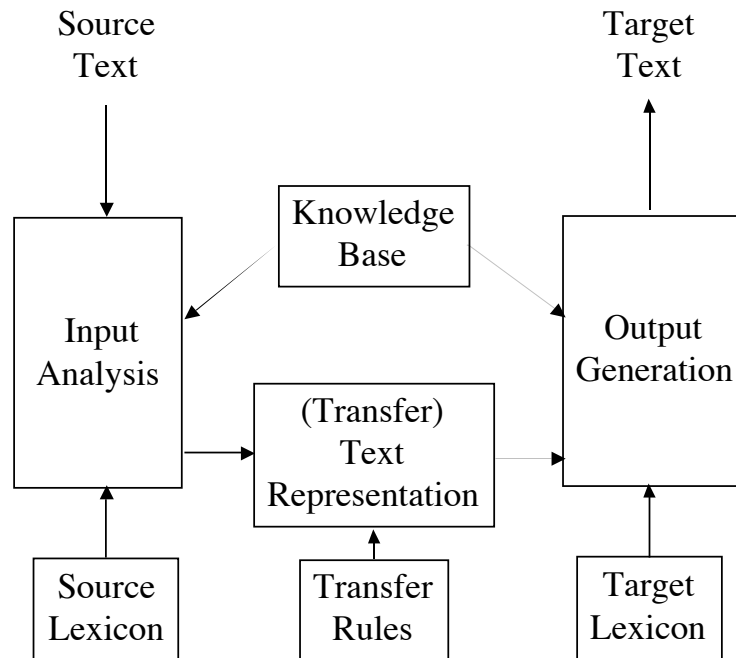 Source
Text
Target
Text
Knowledge
Base
Input
Analysis
Output
Generation
(Transfer)
Text
Representation
Source
Lexicon
Transfer
Rules
Target
Lexicon